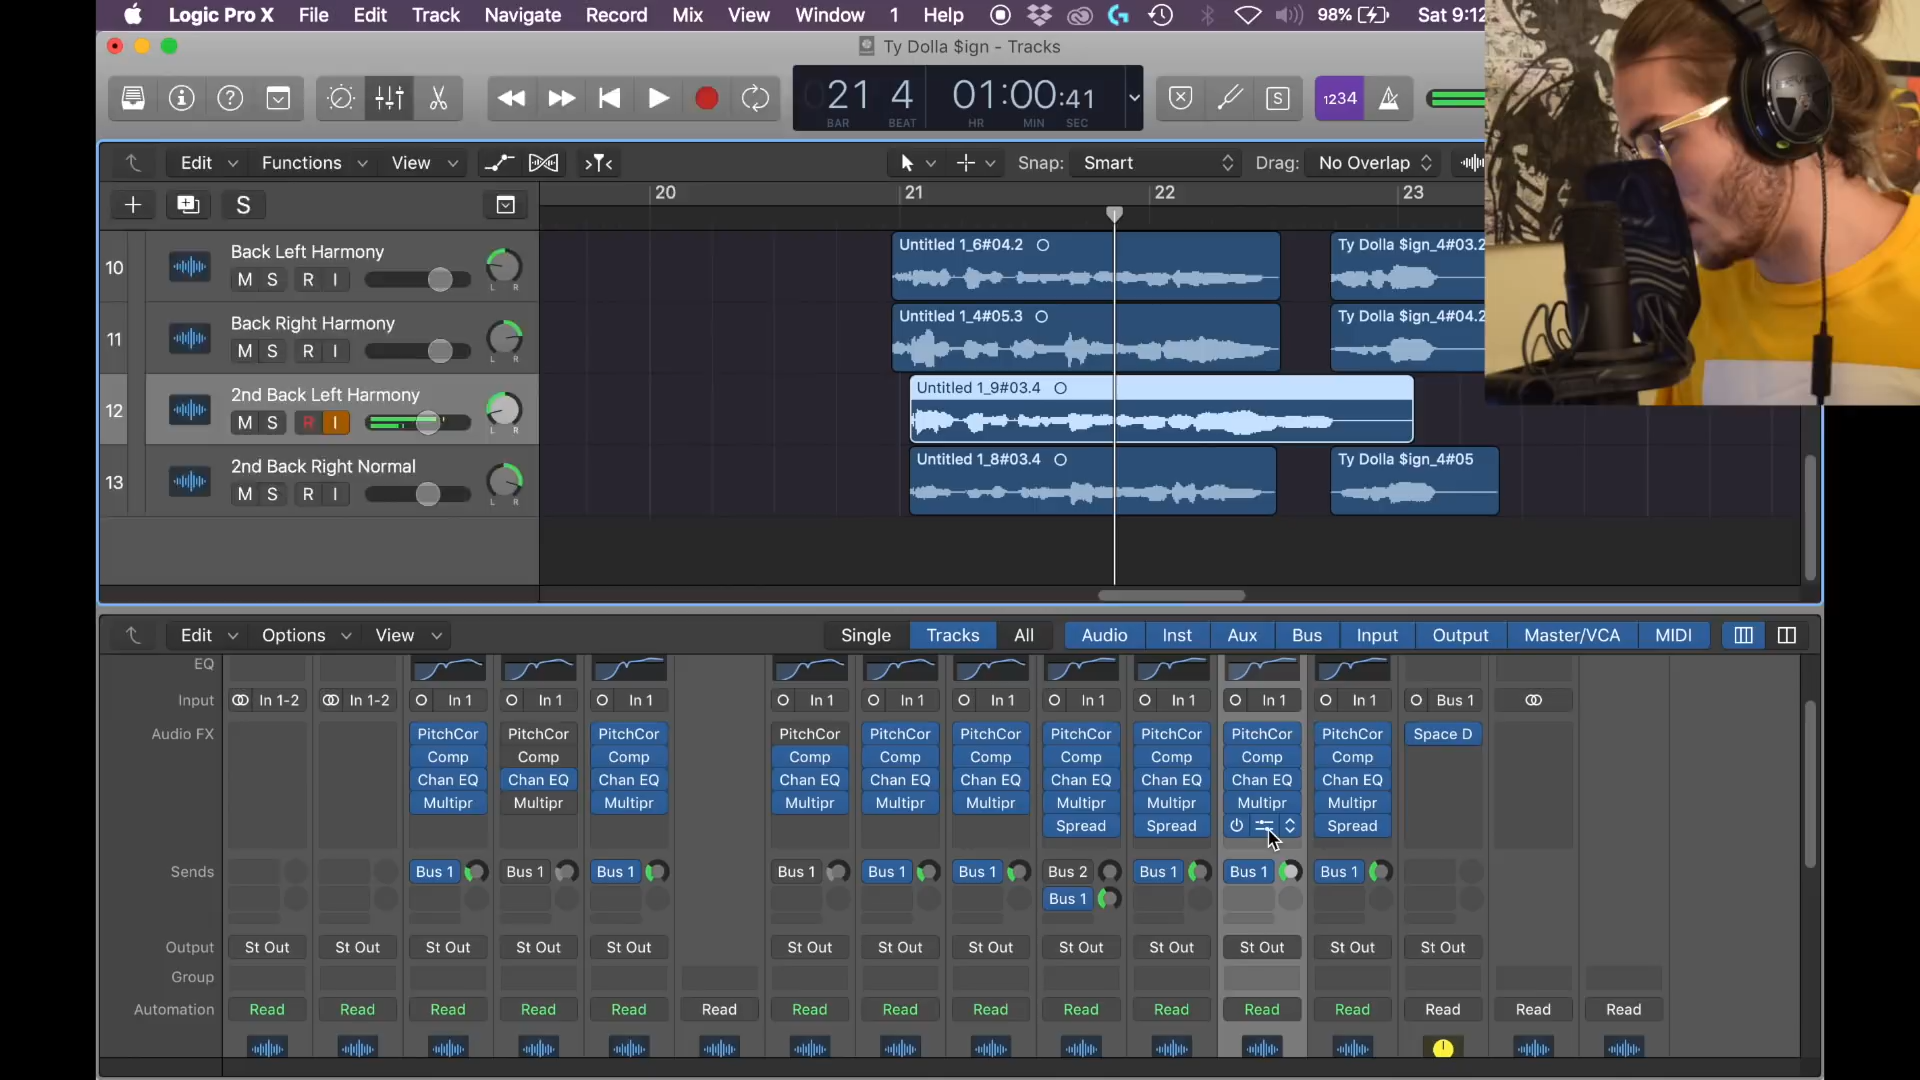 Logic Pro X File Edit Track Navigate Record Mix View Window 1 Help 98% Sat 9:12
Ty Dolla $ign - Tracks
21 4 01:00:41 1234
BAR BEAT HR MIN SEC
Edit Functions View Snap: Smart Drag: No Overlap
S 20 21 22 23
10 Back Left Harmony Untitled 1_6#04.2 Ty Dolla $ign_4#03.2
M S R I L R
11 Back Right Harmony Untitled 1_4#05.3 Ty Dolla $ign_4#04.2
M S R I L R
12 2nd Back Left Harmony Untitled 1_9#03.4
M S R I L R
13 2nd Back Right Normal Untitled 1_8#03.4 Ty Dolla $ign_4#05
M S R I L R
Edit Options View Single Tracks All Audio Inst Aux Bus Input Output Master/VCA MIDI
EQ
Input In 1-2 In 1-2 In 1 In 1 In 1 In 1 In 1 In 1 In 1 In 1 In 1 In 1 Bus 1
Audio FX PitchCor PitchCor PitchCor PitchCor PitchCor PitchCor PitchCor PitchCor PitchCor PitchCor Space D
Comp Comp Comp Comp Comp Comp Comp Comp Comp Comp
Chan EQ Chan EQ Chan EQ Chan EQ Chan EQ Chan EQ Chan EQ Chan EQ Chan EQ Chan EQ
Multipr Multipr Multipr Multipr Multipr Multipr Multipr Multipr Multipr Multipr
Spread Spread Spread
Sends Bus 1 Bus 1 Bus 1 Bus 1 Bus 1 Bus 1 Bus 2 Bus 1 Bus 1 Bus 1
Bus 1
Output St Out St Out St Out St Out St Out St Out St Out St Out St Out St Out St Out St Out St Out
Group
Automation Read Read Read Read Read Read Read Read Read Read Read Read Read Read Read Read